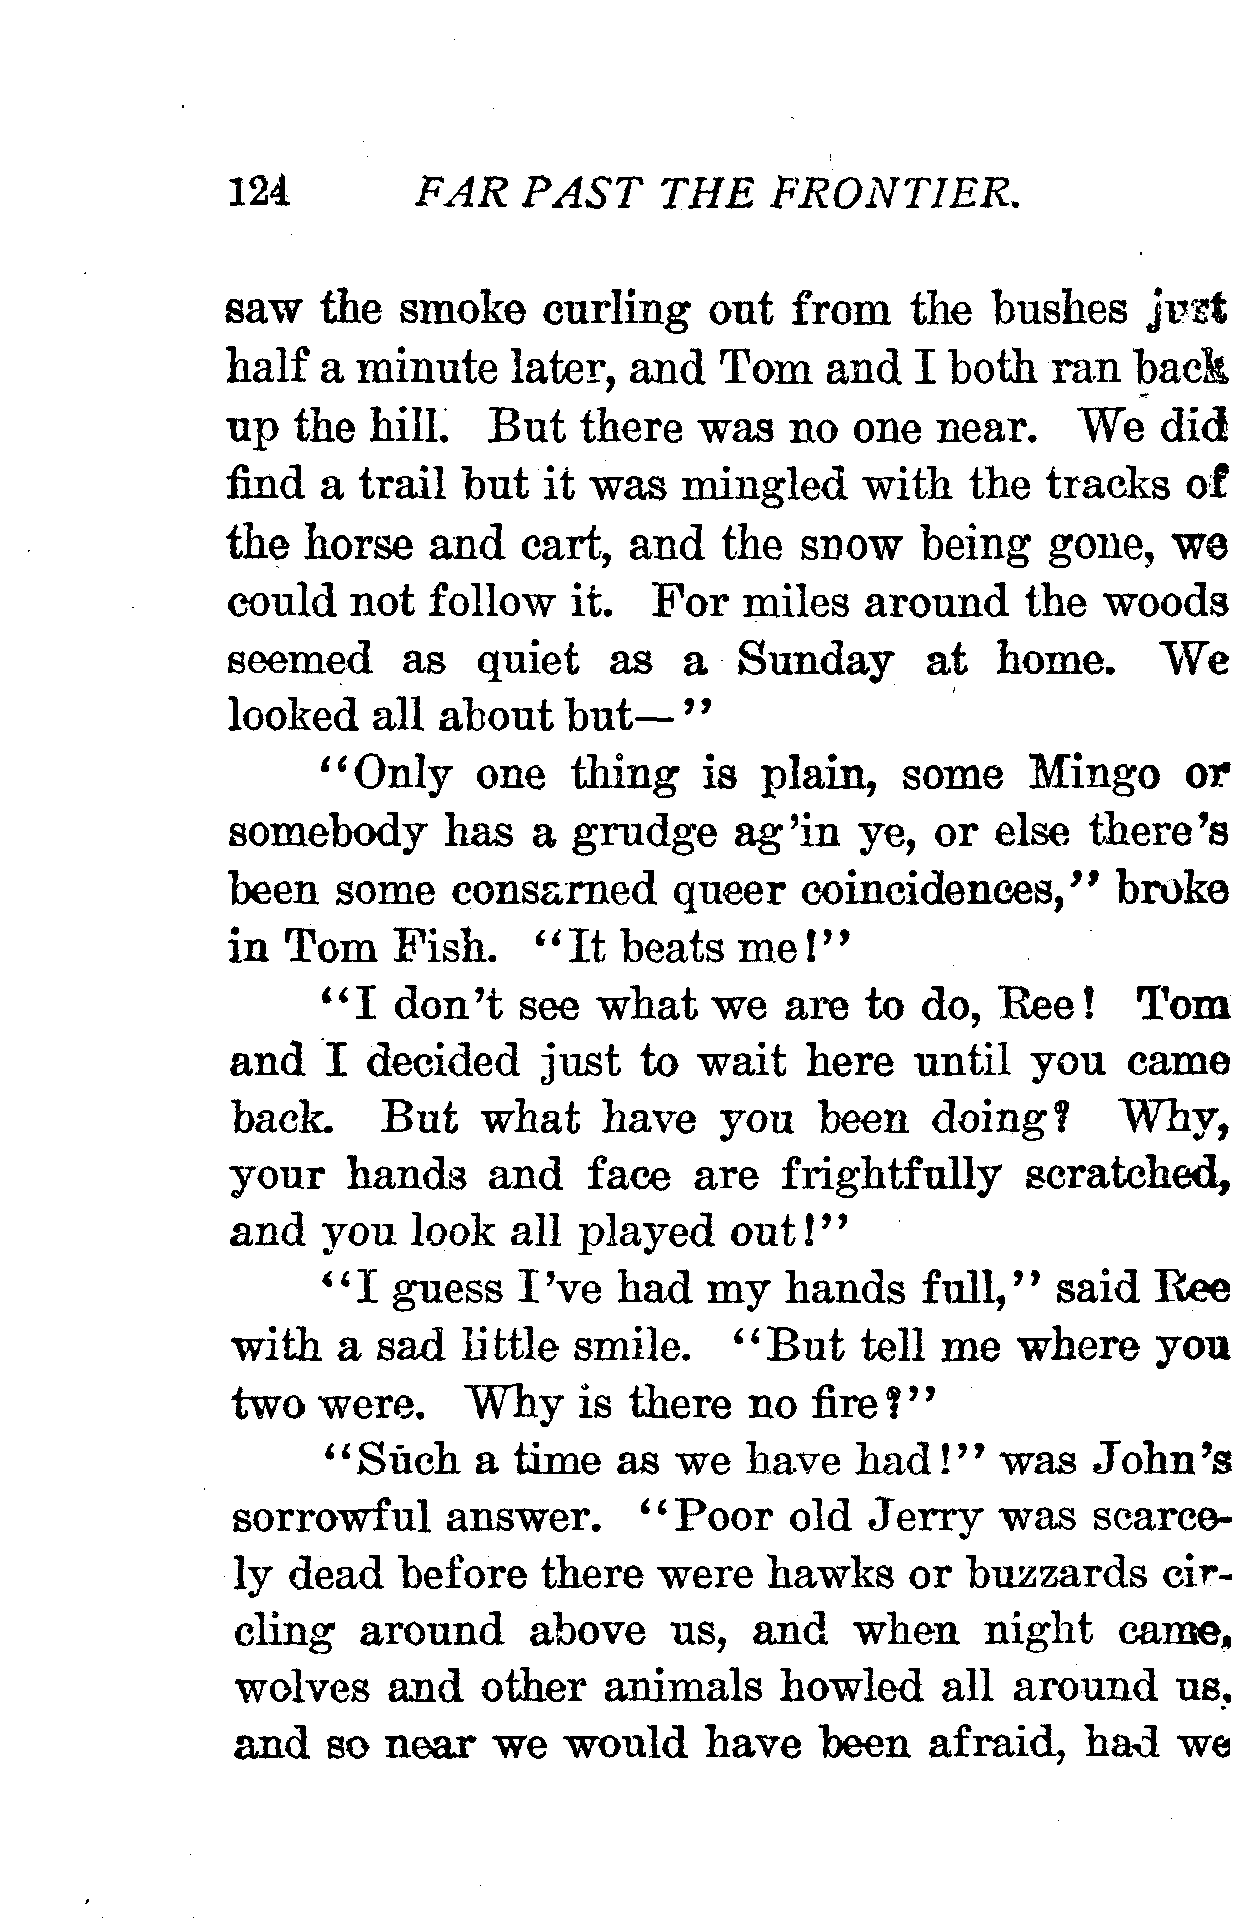 124 FAR PAST THE FRONTIER.
saw the smoke curling out from the bushes just
half a minute later, and Tom and I both ran back
up the hill. But there was no one near. We did
find a trail but it was mingled with the tracks of
the horse and cart, and the snow being gone, we
could not follow it. For miles around the woods
seemed as quiet as a Sunday at home. We
looked all about but—"
"Only one thing is plain, some Mingo or
somebody has a grudge ag'in ye, or else there's
been some consarned queer coincidences," broke
in Tom Fish. "It beats me!"
"I don't see what we are to do, Ree! Tom
and I decided just to wait here until you came
back. But what have you been doing? Why,
your hands and face are frightfully scratched,
and you look all played out!"
"I guess I've had my hands full," said Ree
with a sad little smile. "But tell me where you
two were. Why is there no fire?"
"Such a time as we have had!" was John's
sorrowful answer. "Poor old Jerry was scarce-
ly dead before there were hawks or buzzards cir-
cling around above us, and when night came,
wolves and other animals howled all around us,
and so near we would have been afraid, had we